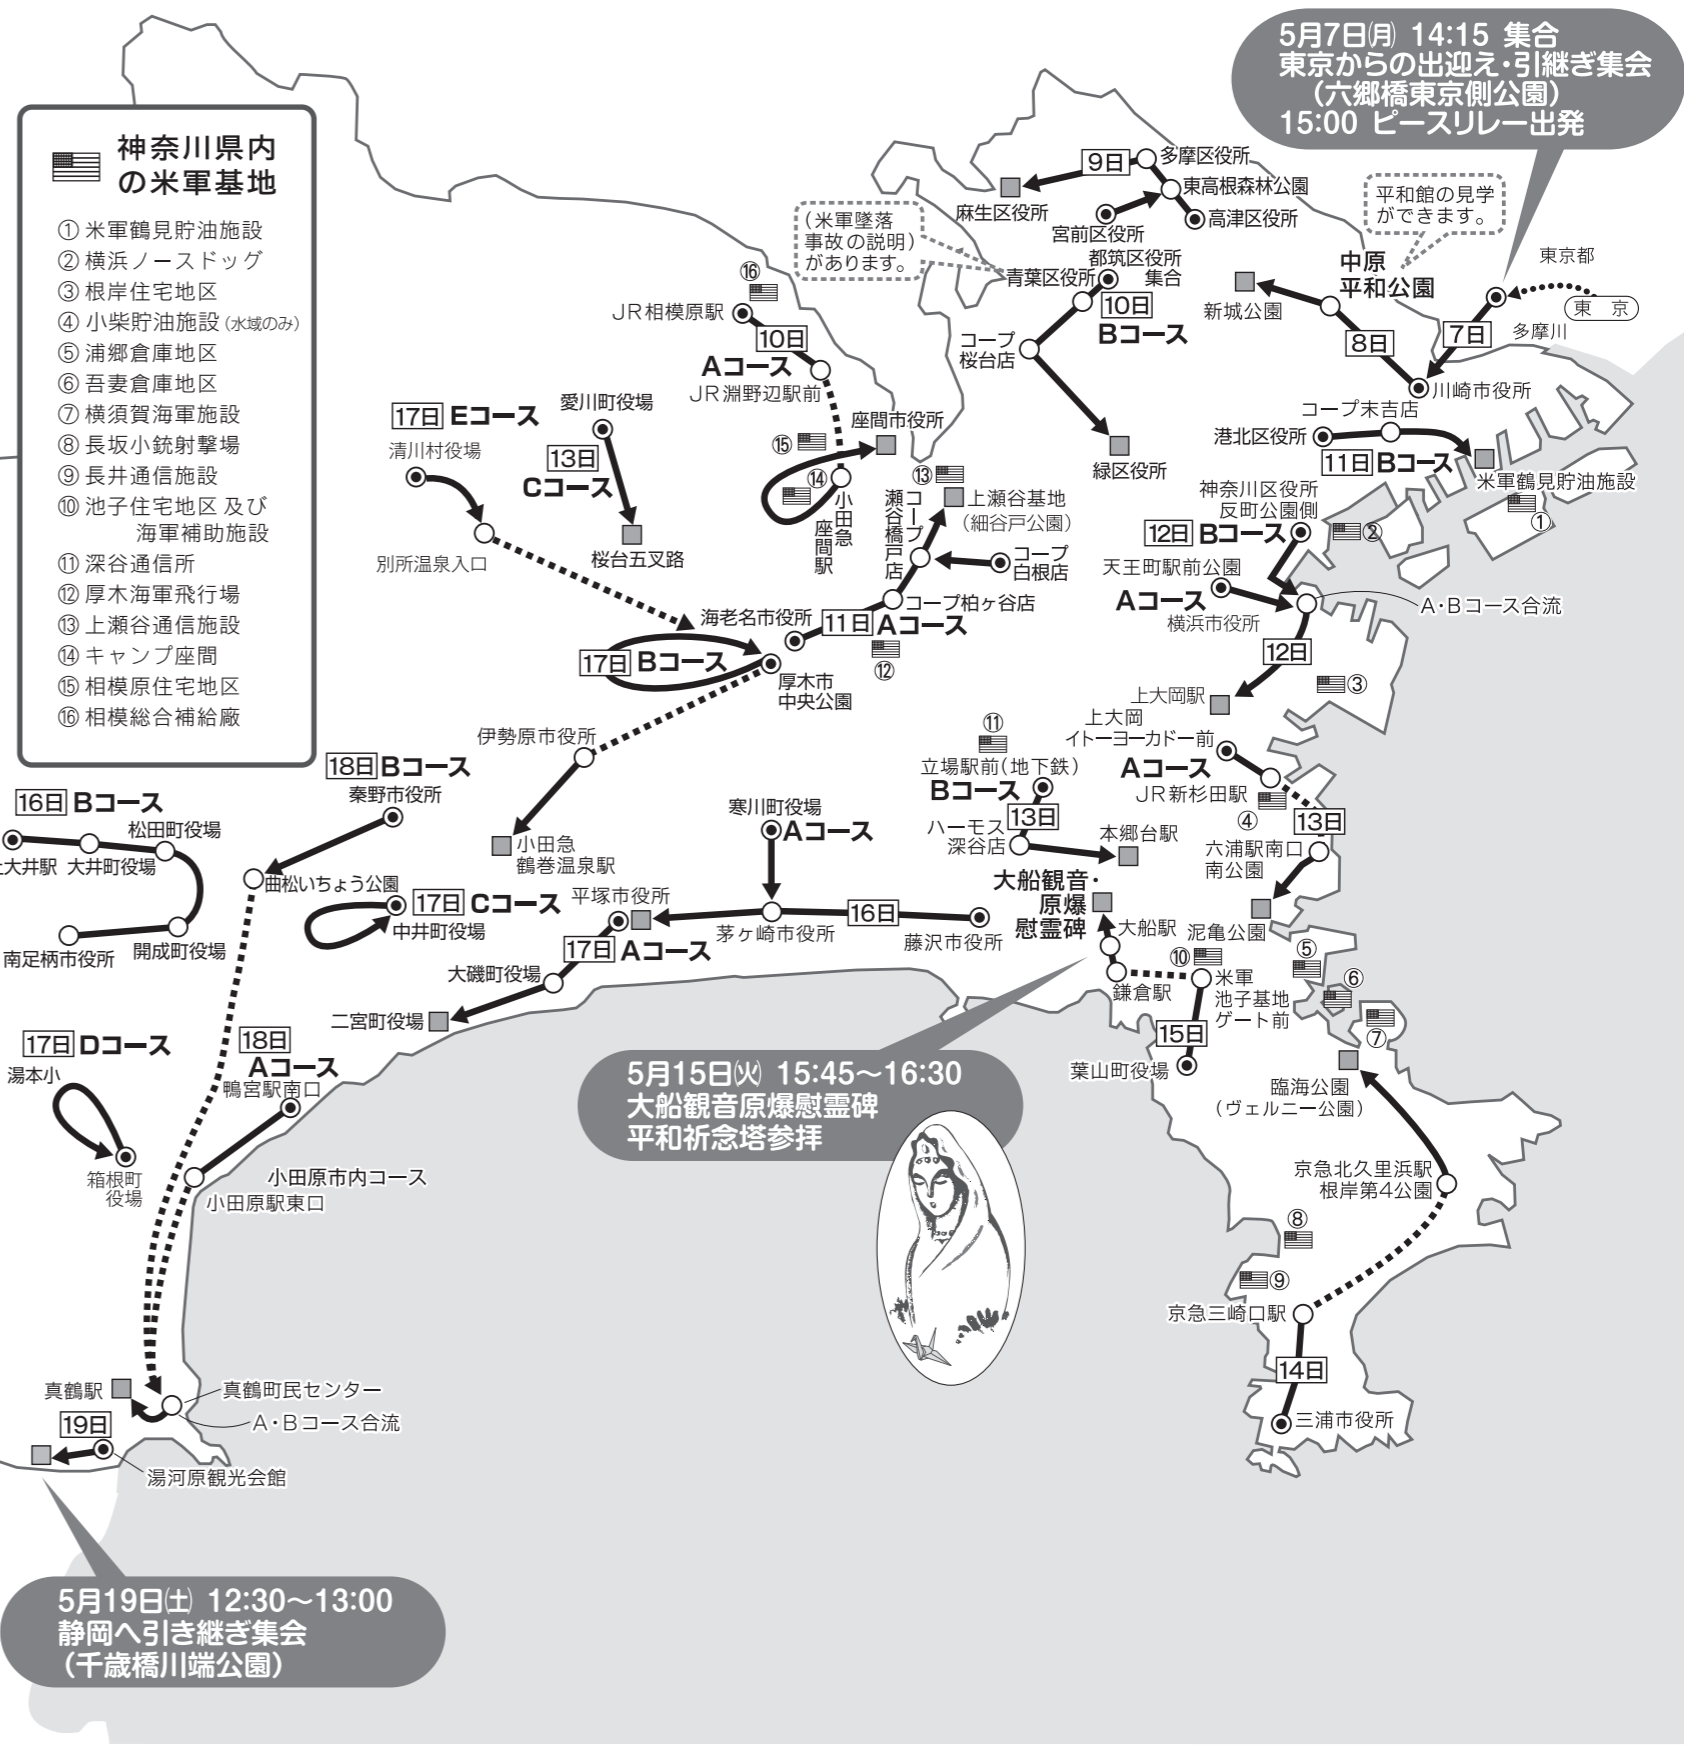 5月7日㈪ 14:15 集合
東京からの出迎え・引継ぎ集会
（六郷橋東京側公園）
15:00 ピースリレー出発
神奈川県内
の米軍基地
① 米軍鶴見貯油施設
② 横浜ノースドッグ
③ 根岸住宅地区
④ 小柴貯油施設（水域のみ）
⑤ 浦郷倉庫地区
⑥ 吾妻倉庫地区
⑦ 横須賀海軍施設
⑧ 長坂小銃射撃場
⑨ 長井通信施設
⑩ 池子住宅地区 及び
海軍補助施設
⑪ 深谷通信所
⑫ 厚木海軍飛行場
⑬ 上瀬谷通信施設
⑭ キャンプ座間
⑮ 相模原住宅地区
⑯ 相模総合補給廠
9日
多摩区役所
東高根森林公園
麻生区役所
宮前区役所
高津区役所
（米軍墜落
事故の説明）
があります。
平和館の見学
ができます。
都筑区役所
集合
青葉区役所
10日
Bコース
コープ
桜台店
緑区役所
中原
平和公園
新城公園
東京都
東　京
多摩川
7日
8日
川崎市役所
コープ末吉店
港北区役所
11日 Bコース
米軍鶴見貯油施設
①
⑯
JR相模原駅
10日
Aコース
JR淵野辺駅前
座間市役所
⑮
⑭
小田急
座間駅
17日 Eコース
清川村役場
別所温泉入口
愛川町役場
13日
Cコース
桜台五叉路
⑬
上瀬谷基地
（細谷戸公園）
コープ
瀬谷橋戸店
コープ
白根店
コープ柏ヶ谷店
海老名市役所
11日 Aコース
⑫
17日 Bコース
厚木市
中央公園
神奈川区役所
反町公園側
②
12日 Bコース
天王町駅前公園
Aコース
横浜市役所
A・Bコース合流
12日
③
上大岡駅
上大岡
イトーヨーカドー前
Aコース
JR新杉田駅
④
13日
六浦駅南口
南公園
泥亀公園
⑪
立場駅前（地下鉄）
Bコース
13日
ハーモス
深谷店
本郷台駅
伊勢原市役所
小田急
鶴巻温泉駅
18日 Bコース
秦野市役所
曲松いちょう公園
16日 Bコース
松田町役場
上大井駅
大井町役場
南足柄市役所
開成町役場
17日 Cコース
中井町役場
寒川町役場
Aコース
平塚市役所
16日
茅ヶ崎市役所
藤沢市役所
17日 Aコース
大磯町役場
二宮町役場
大船観音・
原爆
慰霊碑
大船駅
鎌倉駅
⑩
米軍
池子基地
ゲート前
15日
葉山町役場
⑤
⑥
⑦
臨海公園
（ヴェルニー公園）
京急北久里浜駅
根岸第4公園
⑧
⑨
京急三崎口駅
14日
三浦市役所
17日 Dコース
湯本小
箱根町
役場
18日
Aコース
鴨宮駅南口
小田原市内コース
小田原駅東口
5月15日㈫ 15:45～16:30
大船観音原爆慰霊碑
平和祈念塔参拝
真鶴駅
真鶴町民センター
A・Bコース合流
19日
湯河原観光会館
5月19日㈯ 12:30～13:00
静岡へ引き継ぎ集会
（千歳橋川端公園）